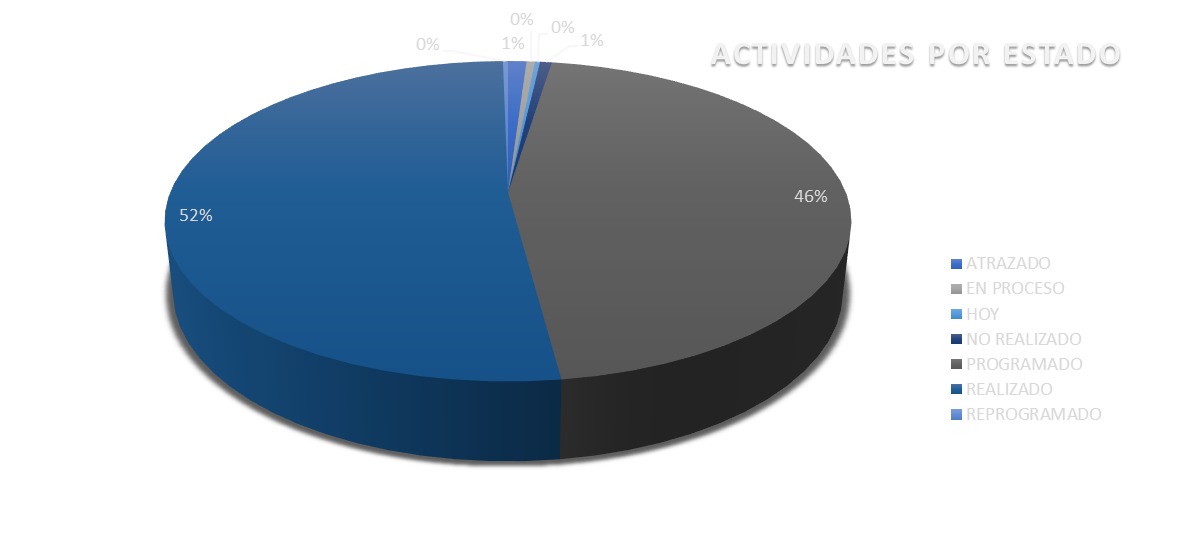 0%
0%
0%
1%
1%
ACTIVIDADES POR ESTADO
46%
52%
ATRAZADO
EN PROCESO
HOY
NO REALIZADO
PROGRAMADO
REALIZADO
REPROGRAMADO